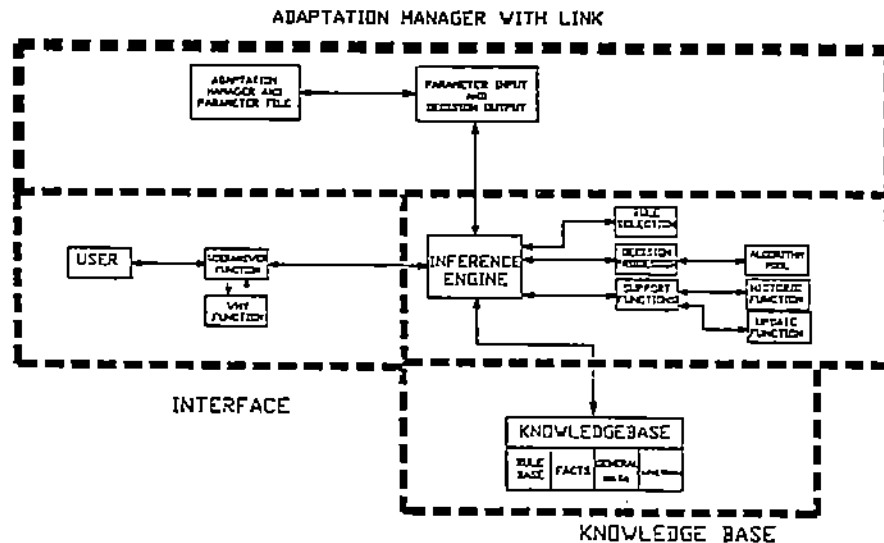 ADAPTATION MANAGER WITH LINK
ADAPTATION
MANAGER AND
PARAMETER FILE
PARAMETER INPUT
AND
DECISION OUTPUT
RULE
SELECTION
USER
FUNCTION
WHY
FUNCTION
INFERENCE
ENGINE
DECISION
ALGORITHM
POOL
SUPPORT
FUNCTIONS
HISTORIC
FUNCTION
UPDATE
FUNCTION
INTERFACE
KNOWLEDGEBASE
RULE
BASE
FACTS
GENERAL
DATA
KNOWLEDGE BASE